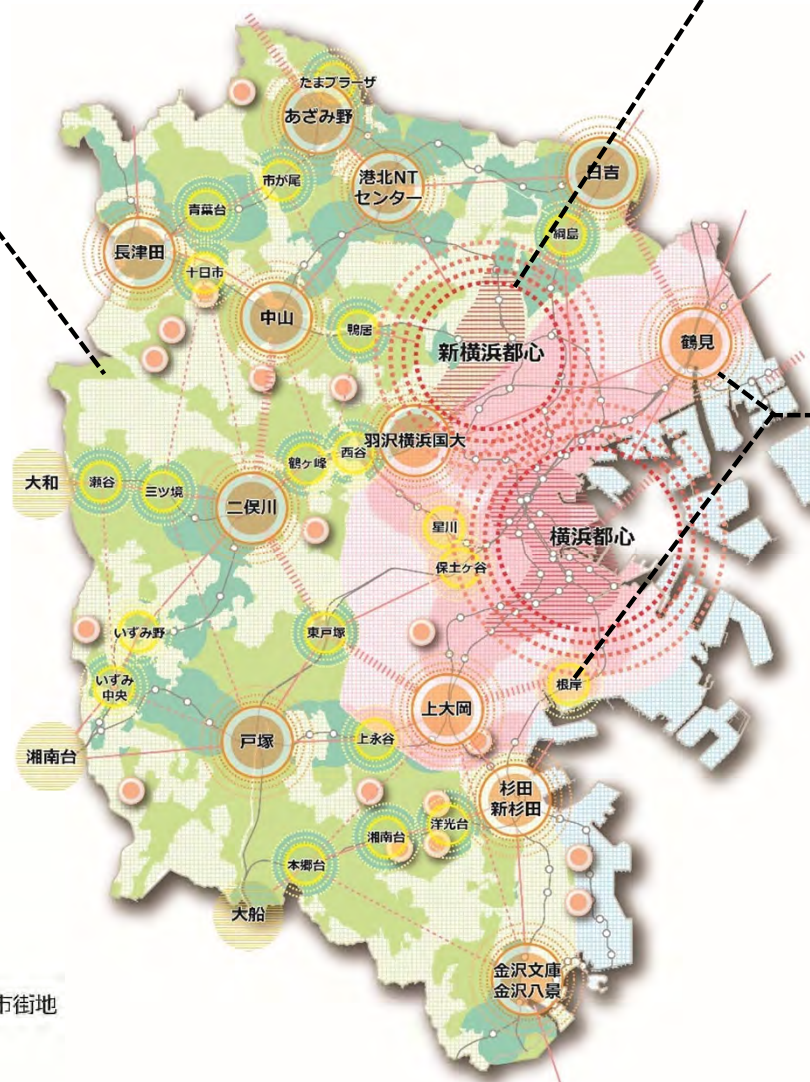 たまプラーザ
あざみ野
日吉
市が尾
港北NT
センター
青葉台
綱島
長津田
十日市
中山
鴨居
新横浜都心
鶴見
羽沢横浜国大
西谷
鶴ヶ峰
大和
瀬谷
三ツ境
二俣川
星川
横浜都心
保土ヶ谷
いずみ野
東戸塚
いずみ
中央
根岸
上大岡
湘南台
戸塚
上永谷
杉田
新杉田
洋光台
湘南台
本郷台
大船
金沢文庫
金沢八景
市街地